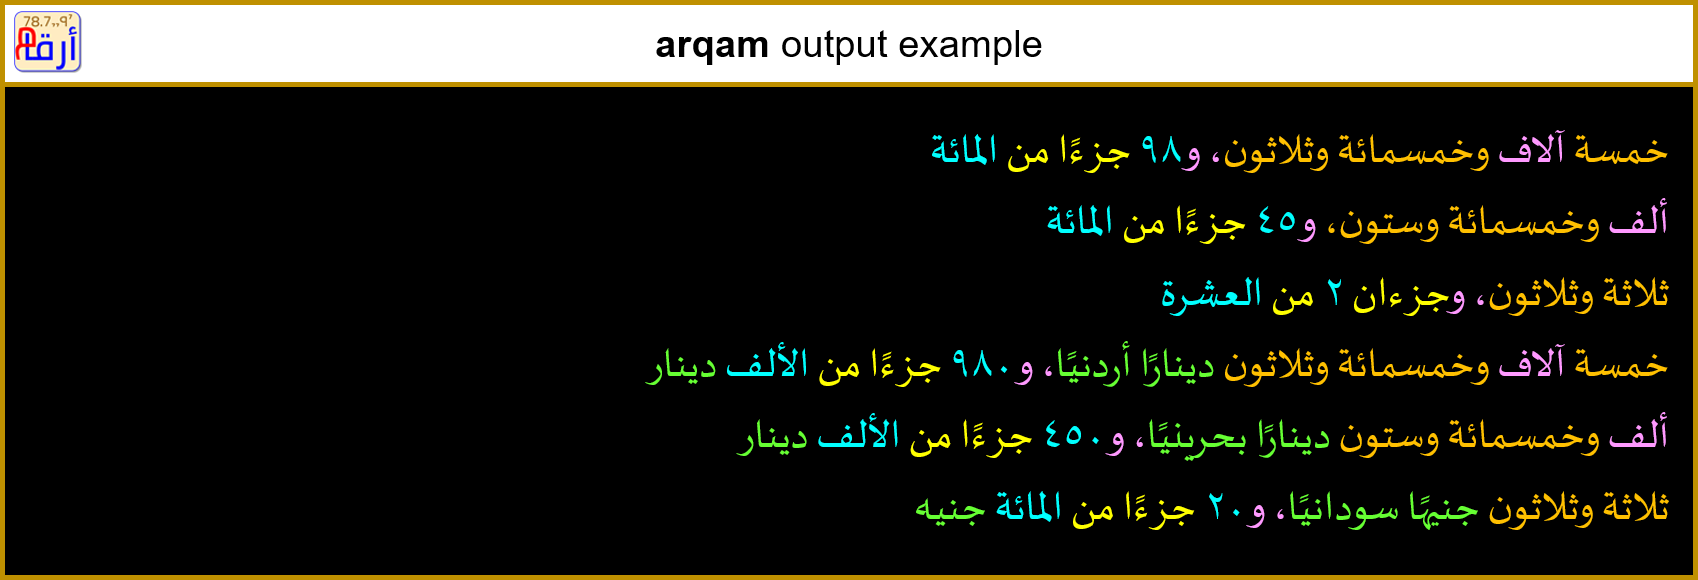 78.7,,٩٦
أرقام
arqam output example
خمسة آلاف وخمسمائة وثلاثون، و٩٨ جزءًا من المائة
ألف وخمسمائة وستون، و٤٥ جزءًا من المائة
ثلاثة وثلاثون، وجزءان ٢ من العشرة
خمسة آلاف وخمسمائة وثلاثون دينارًا أردنيًا، و٩٨٠ جزءًا من الألف دينار
ألف وخمسمائة وستون دينارًا بحرينيًا، و٤٥٠ جزءًا من الألف دينار
ثلاثة وثلاثون جنيهًا سودانيًا، و٢٠ جزءًا من المائة جنيه